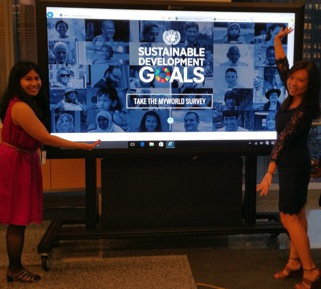 SUSTAINABLE
DEVELOPMENT
GOALS
TAKE THE MYWORLD SURVEY